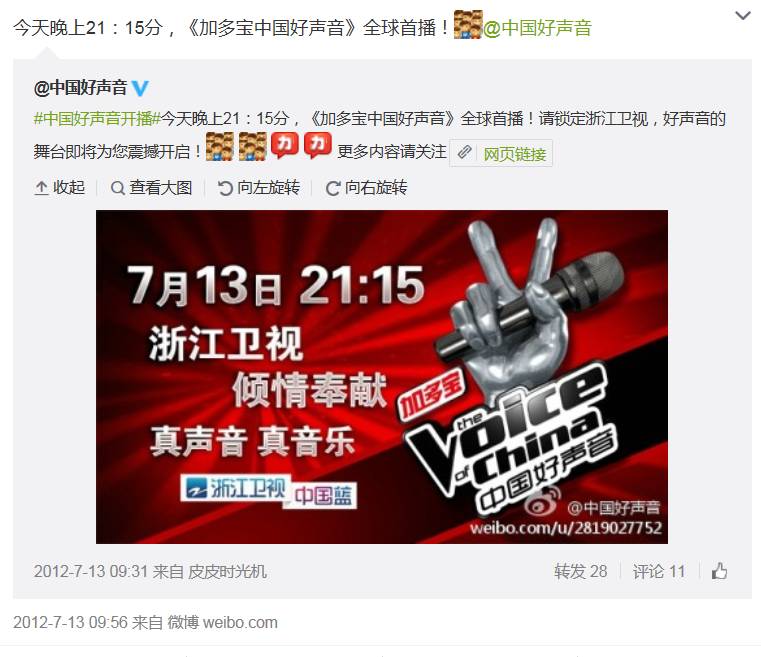 今天晚上21：15分，《加多宝中国好声音》全球首播！@中国好声音
@中国好声音
#中国好声音开播#今天晚上21：15分，《加多宝中国好声音》全球首播！请锁定浙江卫视，好声音的
舞台即将为您震撼开启！力 力 更多内容请关注 网页链接
收起 查看大图 向左旋转 向右旋转
7月13日 21:15
浙江卫视
倾情奉献
真声音 真音乐
浙江卫视 中国蓝
加多宝
the Voice
of China
中国好声音
@中国好声音
weibo.com/u/2819027752
2012-7-13 09:31 来自 皮皮时光机 转发 28 评论 11
2012-7-13 09:56 来自 微博 weibo.com